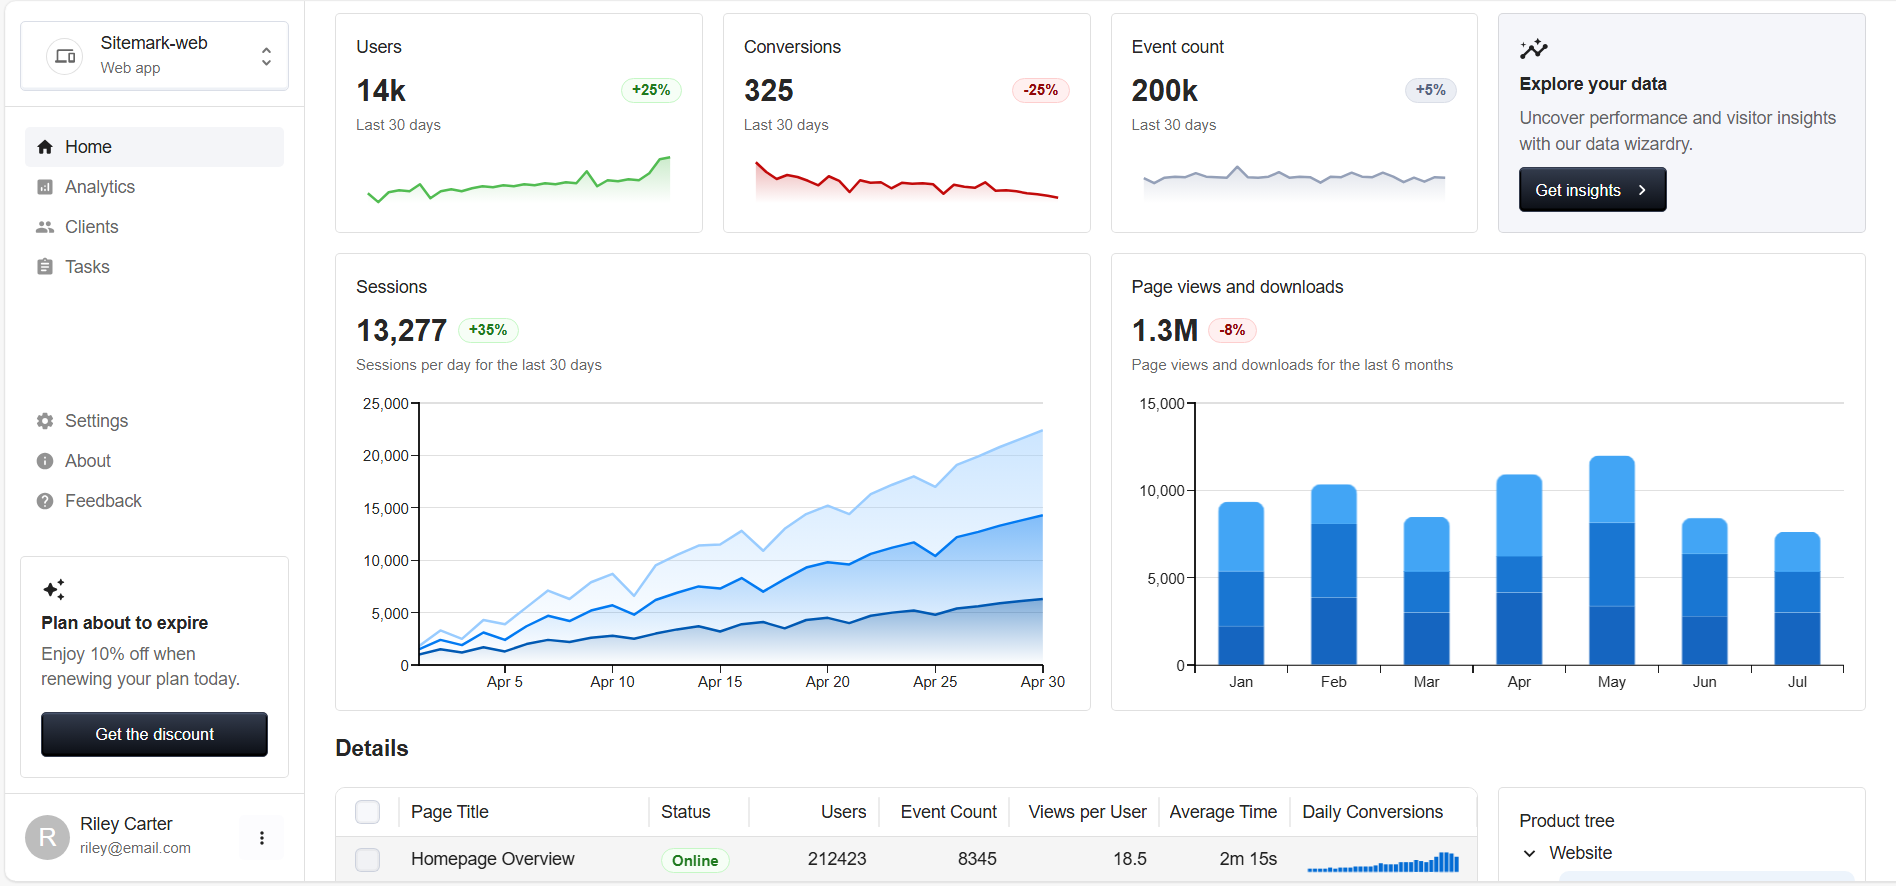 Sitemark-web
Web app
Home
Analytics
Clients
Tasks
Settings
About
Feedback
Plan about to expire
Enjoy 10% off when
renewing your plan today.
Get the discount
R
Riley Carter
riley@email.com
Users
14k
+25%
Last 30 days
Conversions
325
-25%
Last 30 days
Event count
200k
+5%
Last 30 days
Explore your data
Uncover performance and visitor insights
with our data wizardry.
Get insights
Sessions
13,277 +35%
Sessions per day for the last 30 days
25,000
20,000
15,000
10,000
5,000
0
Apr 5 Apr 10 Apr 15 Apr 20 Apr 25 Apr 30
Page views and downloads
1.3M -8%
Page views and downloads for the last 6 months
15,000
10,000
5,000
0
Jan Feb Mar Apr May Jun Jul
Details
Page Title Status Users Event Count Views per User Average Time Daily Conversions
Homepage Overview Online 212423 8345 18.5 2m 15s
Product tree
Website